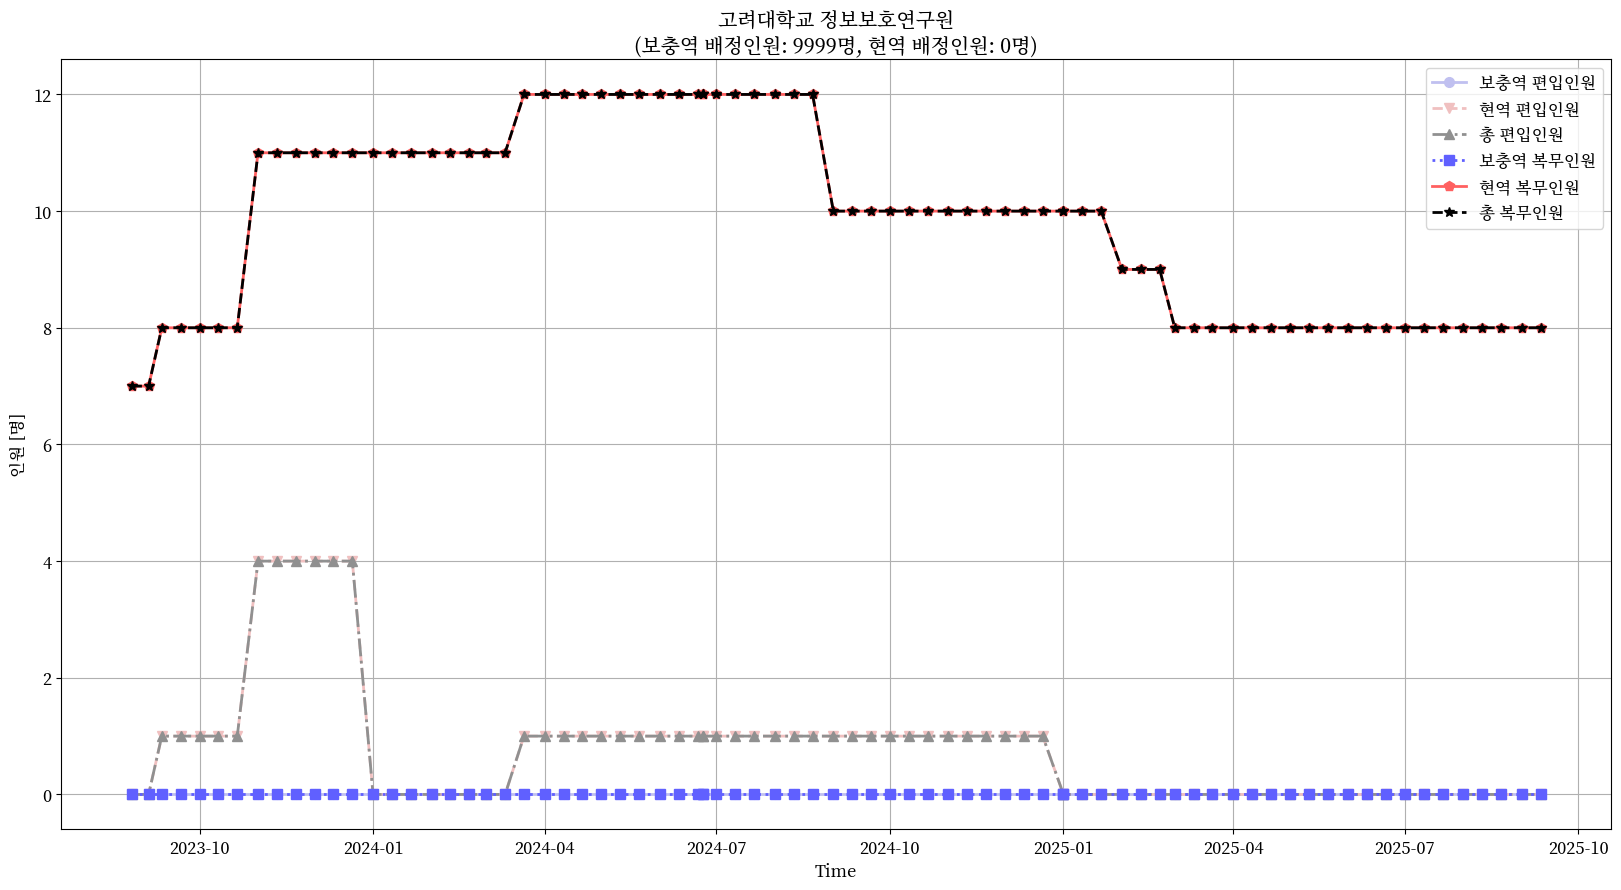 고려대학교 정보보호연구원
(보충역 배정인원: 9999명, 현역 배정인원: 0명)
12
10
8
6
4
2
0
인원 [명]
보충역 편입인원
현역 편입인원
총 편입인원
보충역 복무인원
현역 복무인원
총 복무인원
2023-10
2024-01
2024-04
2024-07
2024-10
2025-01
2025-04
2025-07
2025-10
Time